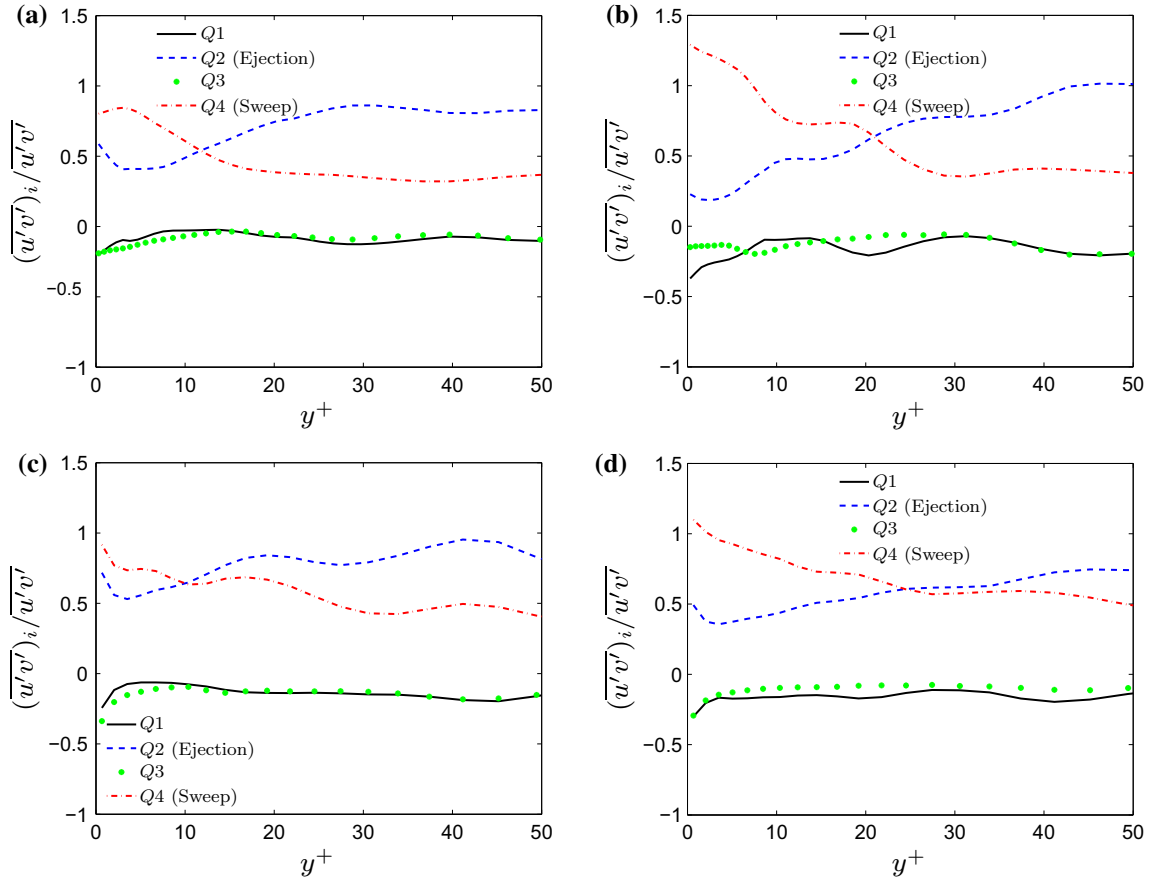 (a)
1.5
1
0.5
0
−0.5
−1
0 10 20 30 40 50
y⁺
(u′v′)ᵢ/u′v′
Q1
Q2 (Ejection)
Q3
Q4 (Sweep)
(b)
1.5
1
0.5
0
−0.5
−1
0 10 20 30 40 50
y⁺
(u′v′)ᵢ/u′v′
Q1
Q2 (Ejection)
Q3
Q4 (Sweep)
(c)
1.5
1
0.5
0
−0.5
−1
0 10 20 30 40 50
y⁺
(u′v′)ᵢ/u′v′
Q1
Q2 (Ejection)
Q3
Q4 (Sweep)
(d)
1.5
1
0.5
0
−0.5
−1
0 10 20 30 40 50
y⁺
(u′v′)ᵢ/u′v′
Q1
Q2 (Ejection)
Q3
Q4 (Sweep)